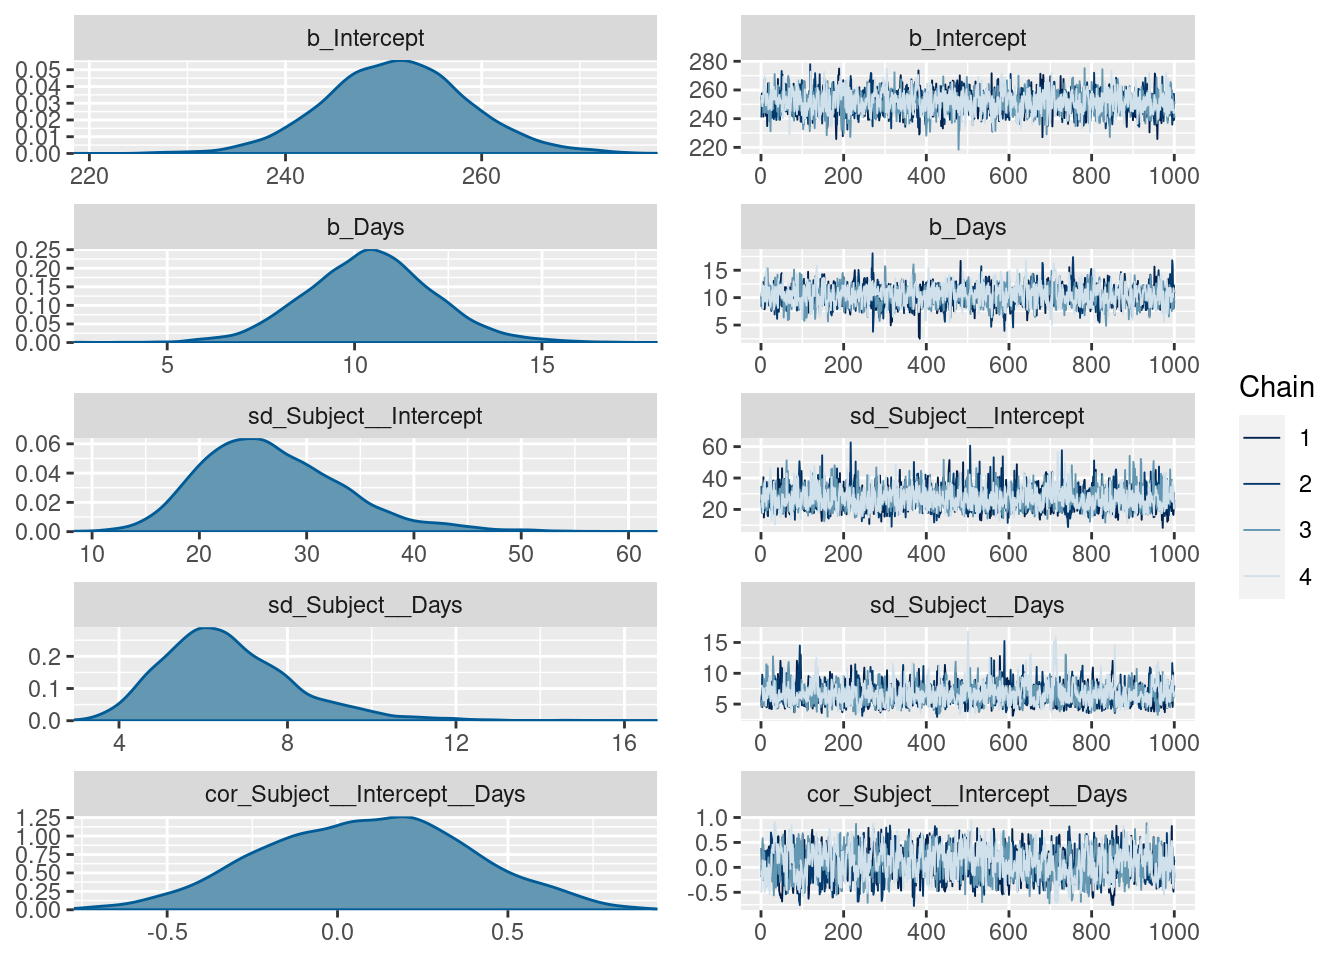 b_Intercept
0.05
0.04
0.03
0.02
0.01
0.00
220 240 260
b_Intercept
280
260
240
220
0 200 400 600 800 1000
b_Days
0.25
0.20
0.15
0.10
0.05
0.00
5 10 15
b_Days
15
10
5
0 200 400 600 800 1000
sd_Subject__Intercept
0.06
0.04
0.02
0.00
10 20 30 40 50 60
sd_Subject__Intercept
60
40
20
0 200 400 600 800 1000
sd_Subject__Days
0.2
0.1
0.0
4 8 12 16
sd_Subject__Days
15
10
5
0 200 400 600 800 1000
cor_Subject__Intercept__Days
1.25
1.00
0.75
0.50
0.25
0.00
-0.5 0.0 0.5
cor_Subject__Intercept__Days
1.0
0.5
0.0
-0.5
0 200 400 600 800 1000
Chain
1
2
3
4